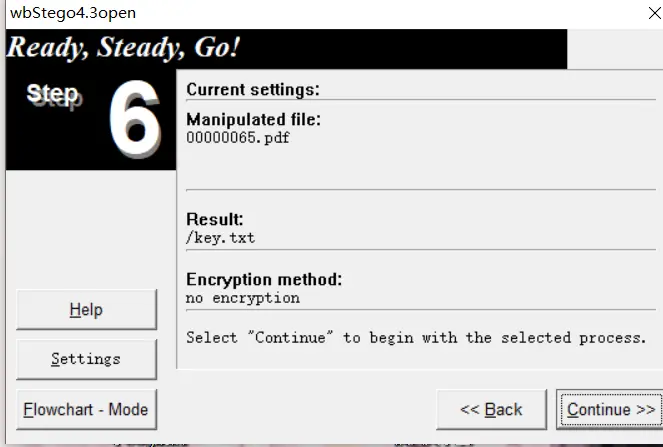 wbStego4.3open
Ready, Steady, Go!
Step 6
Current settings:
Manipulated file:
00000065.pdf
Result:
/key.txt
Encryption method:
no encryption
Select "Continue" to begin with the selected process.
Help
Settings
Flowchart - Mode
<< Back
Continue >>